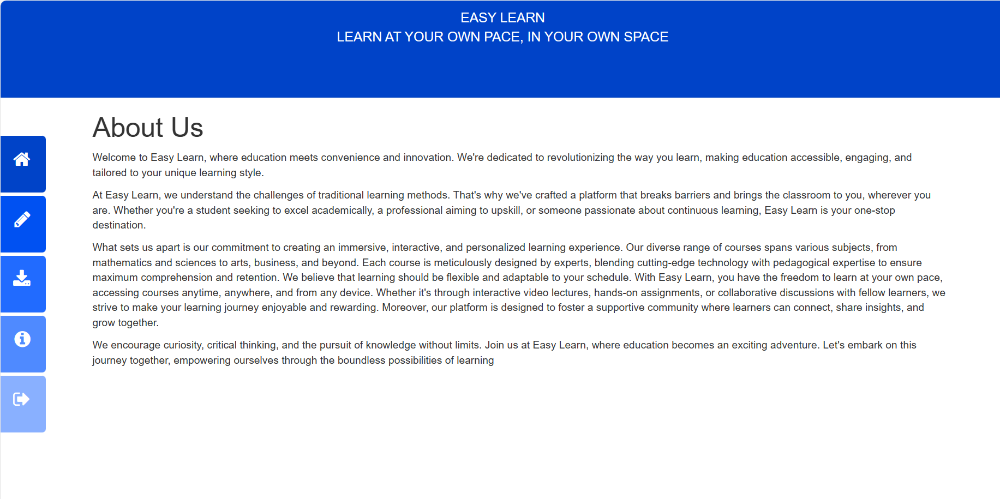 EASY LEARN
LEARN AT YOUR OWN PACE, IN YOUR OWN SPACE
About Us
Welcome to Easy Learn, where education meets convenience and innovation. We're dedicated to revolutionizing the way you learn, making education accessible, engaging, and
tailored to your unique learning style.
At Easy Learn, we understand the challenges of traditional learning methods. That's why we've crafted a platform that breaks barriers and brings the classroom to you, wherever you
are. Whether you're a student seeking to excel academically, a professional aiming to upskill, or someone passionate about continuous learning, Easy Learn is your one-stop
destination.
What sets us apart is our commitment to creating an immersive, interactive, and personalized learning experience. Our diverse range of courses spans various subjects, from
mathematics and sciences to arts, business, and beyond. Each course is meticulously designed by experts, blending cutting-edge technology with pedagogical expertise to ensure
maximum comprehension and retention. We believe that learning should be flexible and adaptable to your schedule. With Easy Learn, you have the freedom to learn at your own pace,
accessing courses anytime, anywhere, and from any device. Whether it's through interactive video lectures, hands-on assignments, or collaborative discussions with fellow learners, we
strive to make your learning journey enjoyable and rewarding. Moreover, our platform is designed to foster a supportive community where learners can connect, share insights, and
grow together.
We encourage curiosity, critical thinking, and the pursuit of knowledge without limits. Join us at Easy Learn, where education becomes an exciting adventure. Let's embark on this
journey together, empowering ourselves through the boundless possibilities of learning